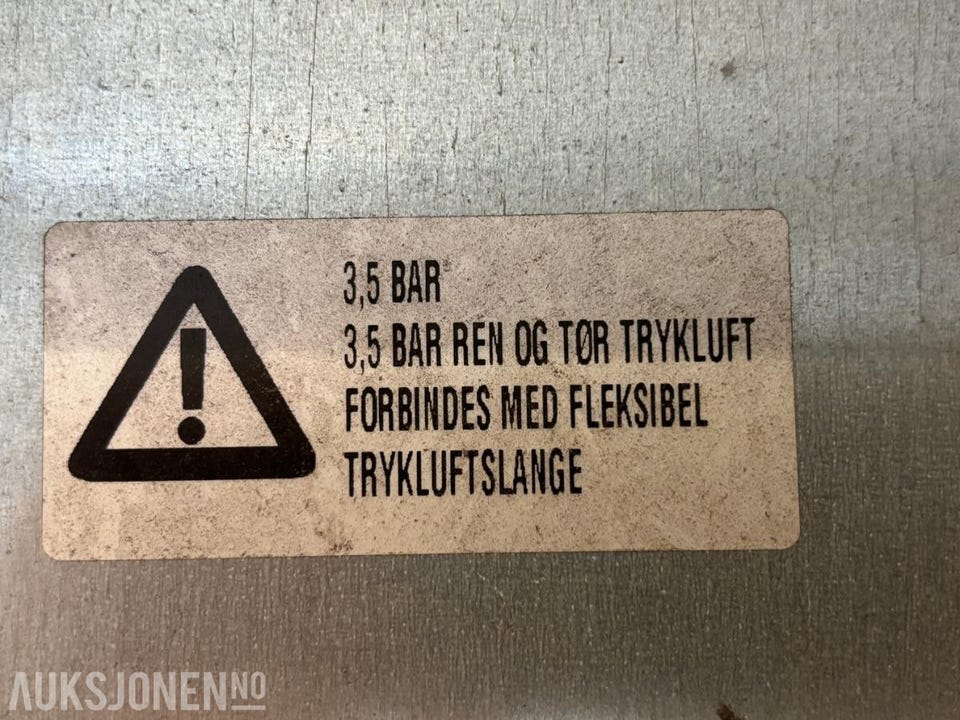 3,5 BAR
3,5 BAR REN OG TØR TRYKLUFT
FORBINDES MED FLEKSIBEL
TRYKLUFTSLANGE
AUKSJONEN.NO